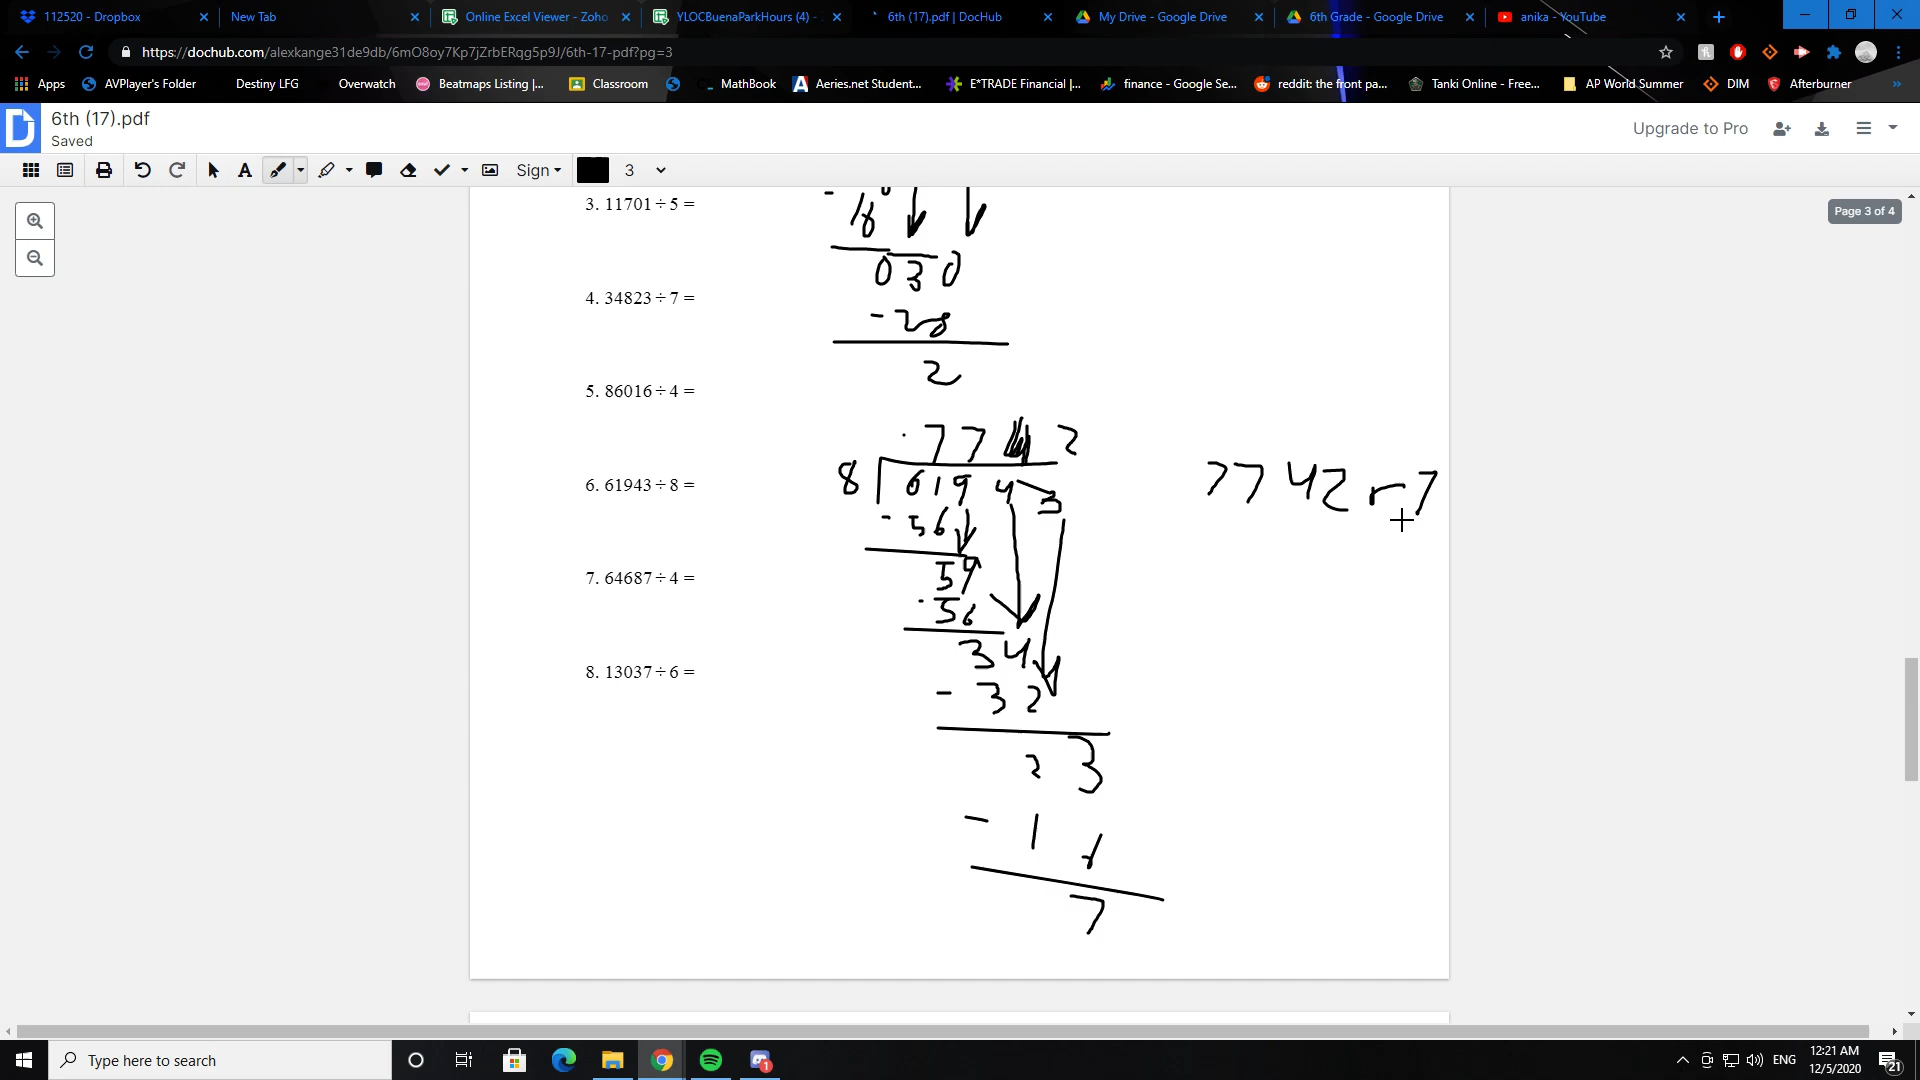 112520 - Dropbox
New Tab
Online Excel Viewer - Zoho
YLOCBuenaParkHours (4) -
6th (17).pdf | DocHub
My Drive - Google Drive
6th Grade - Google Drive
anika - YouTube
https://dochub.com/alexkange31de9db/6mO8oy7Kp7jZrbERqg5p9J/6th-17-pdf?pg=3
Apps
AVPlayer's Folder
Destiny LFG
Overwatch
Beatmaps Listing |...
Classroom
MathBook
Aeries.net Student...
E*TRADE Financial |...
finance - Google Se...
reddit: the front pa...
Tanki Online - Free...
AP World Summer
DIM
Afterburner
6th (17).pdf
Saved
Upgrade to Pro
Sign
3
Page 3 of 4
3. 11701 ÷ 5 =
4. 34823 ÷ 7 =
5. 86016 ÷ 4 =
6. 61943 ÷ 8 =
7. 64687 ÷ 4 =
8. 13037 ÷ 6 =
- 18
030
- 28
2
77 2
8 61943
- 56
59
56
34
- 32
23
- 1
7
7742 r7
Type here to search
ENG
12:21 AM
12/5/2020
21